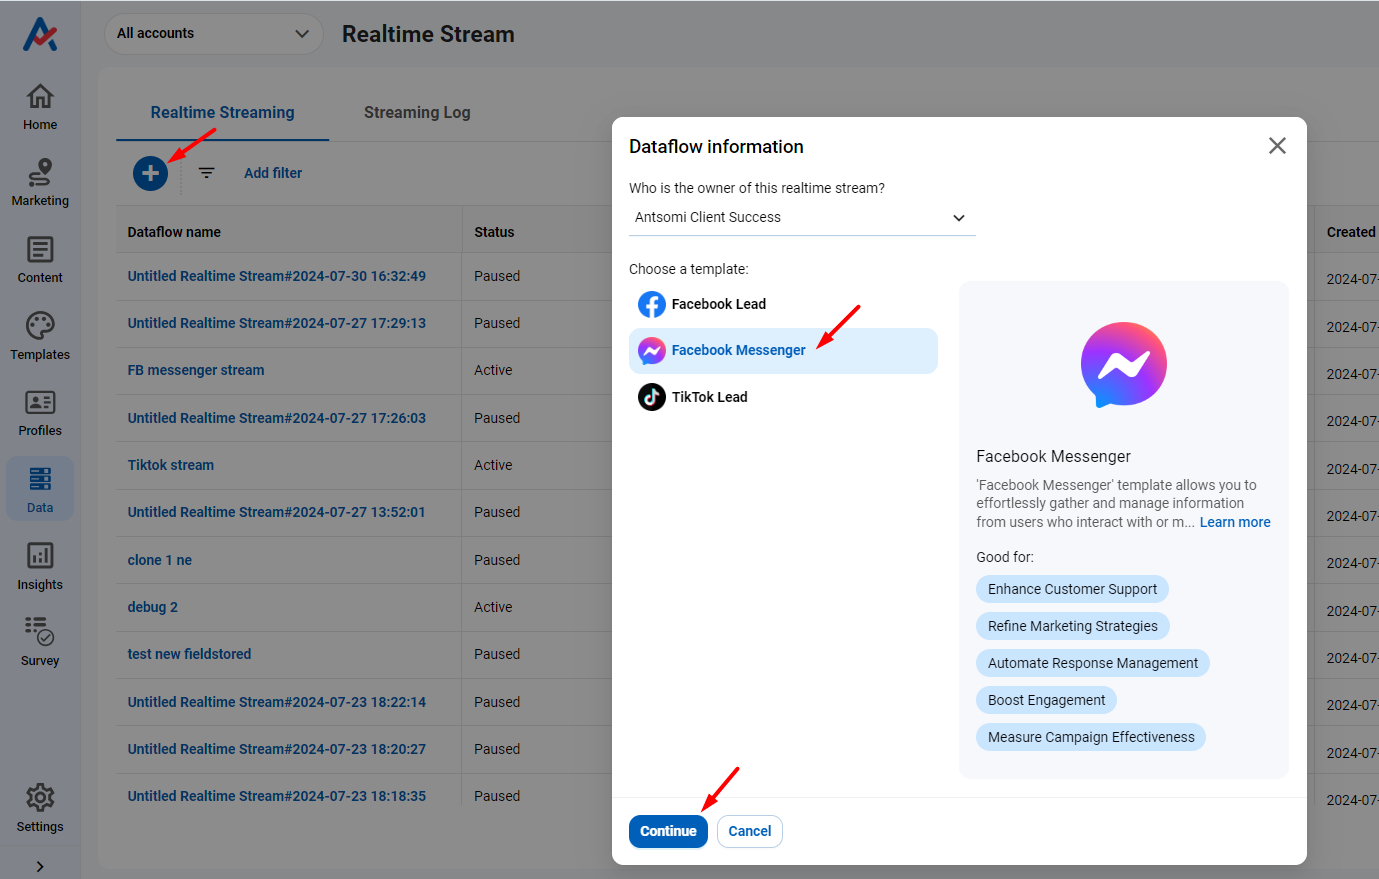 All accounts
Realtime Stream
Home
Marketing
Content
Templates
Profiles
Data
Insights
Survey
Settings
Realtime Streaming
Streaming Log
Add filter
Dataflow name
Status
Created
Untitled Realtime Stream#2024-07-30 16:32:49
Paused
2024-07-
Untitled Realtime Stream#2024-07-27 17:29:13
Paused
2024-07-
FB messenger stream
Active
2024-07-
Untitled Realtime Stream#2024-07-27 17:26:03
Paused
2024-07-
Tiktok stream
Active
2024-07-
Untitled Realtime Stream#2024-07-27 13:52:01
Paused
2024-07-
clone 1 ne
Paused
2024-07-
debug 2
Active
2024-07-
test new fieldstored
Paused
2024-07-
Untitled Realtime Stream#2024-07-23 18:22:14
Paused
2024-07-
Untitled Realtime Stream#2024-07-23 18:20:27
Paused
2024-07-
Untitled Realtime Stream#2024-07-23 18:18:35
Paused
2024-07-
Dataflow information
Who is the owner of this realtime stream?
Antsomi Client Success
Choose a template:
Facebook Lead
Facebook Messenger
TikTok Lead
Facebook Messenger
'Facebook Messenger' template allows you to
effortlessly gather and manage information
from users who interact with or m... Learn more
Good for:
Enhance Customer Support
Refine Marketing Strategies
Automate Response Management
Boost Engagement
Measure Campaign Effectiveness
Continue
Cancel